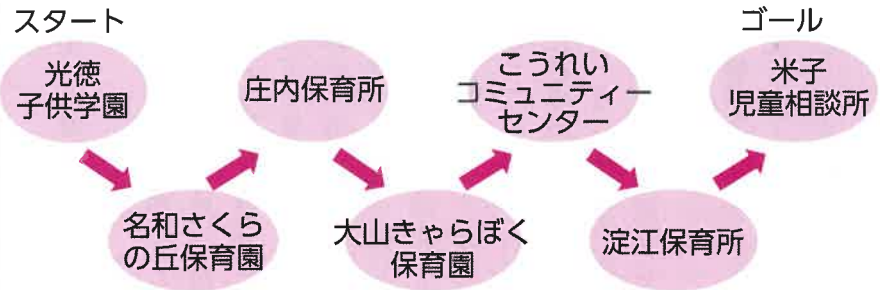 スタート
光徳
子供学園
名和さくら
の丘保育園
庄内保育所
大山きゃらぼく
保育園
こうれい
コミュニティー
センター
淀江保育所
ゴール
米子
児童相談所